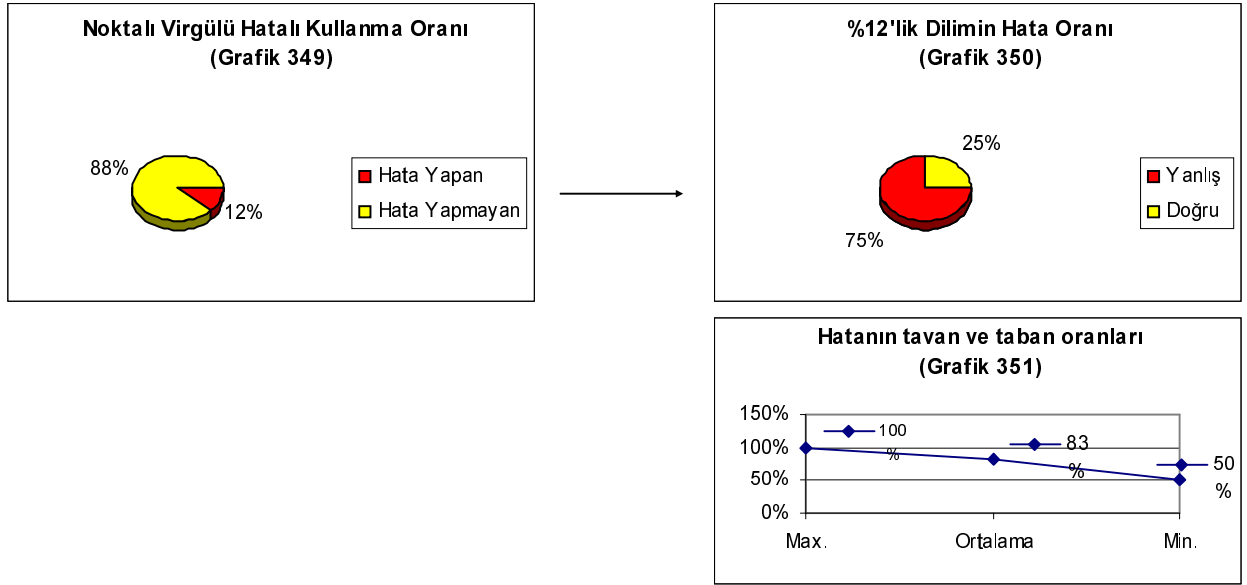 Noktalı Virgülü Hatalı Kullanma Oranı
(Grafik 349)
88%
12%
Hata Yapan
Hata Yapmayan
%12'lik Dilimin Hata Oranı
(Grafik 350)
25%
75%
Yanlış
Doğru
Hatanın tavan ve taban oranları
(Grafik 351)
150%
100%
50%
0%
100
%
83
%
50
%
Max.
Ortalama
Min.